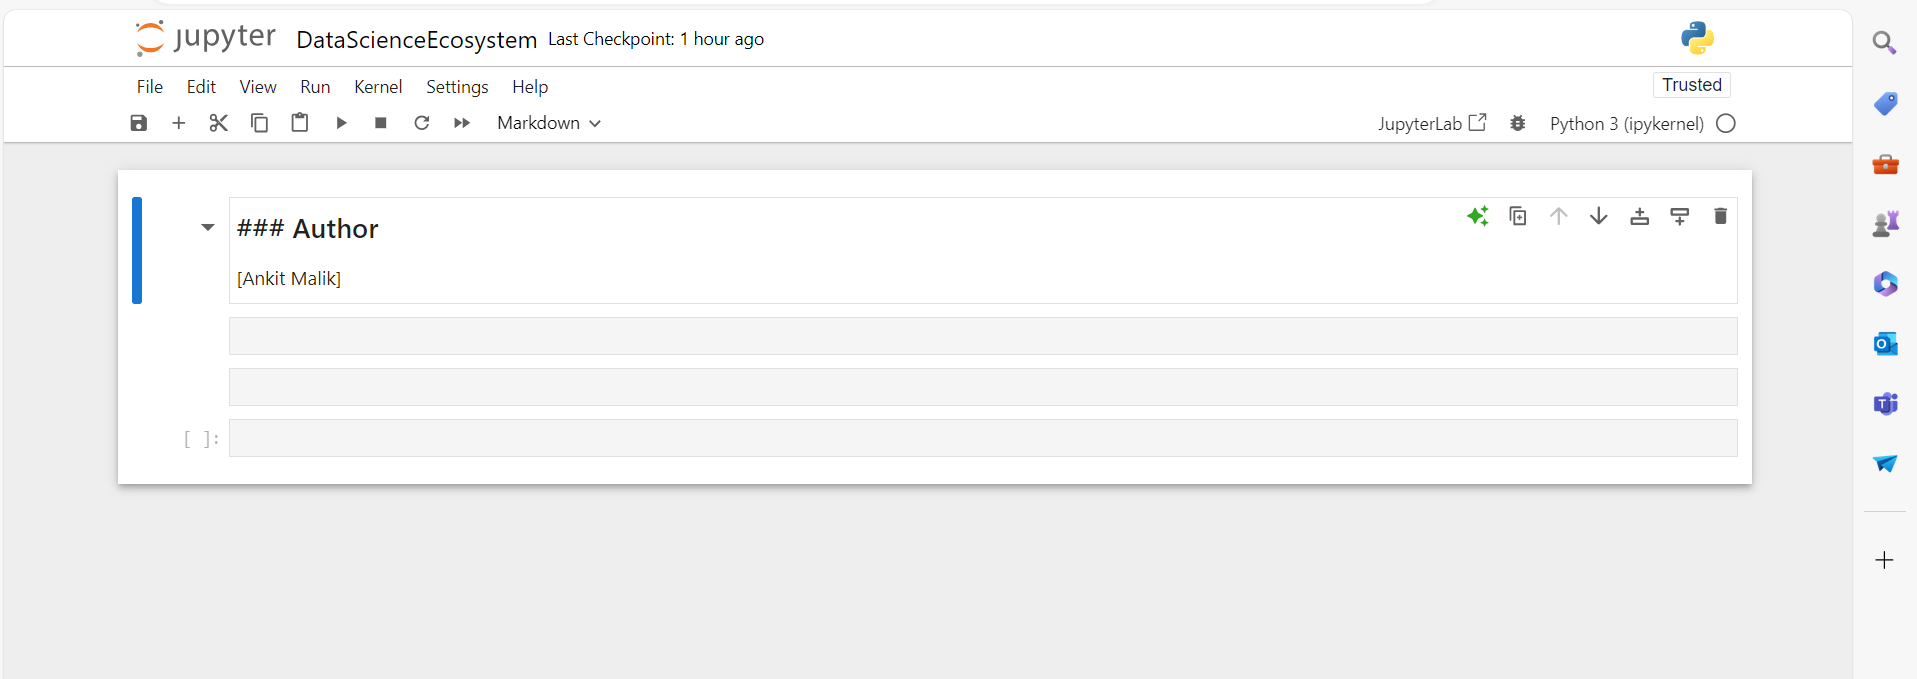 jupyter DataScienceEcosystem Last Checkpoint: 1 hour ago
File Edit View Run Kernel Settings Help Trusted
Markdown JupyterLab Python 3 (ipykernel)
### Author
[Ankit Malik]
[ ]: